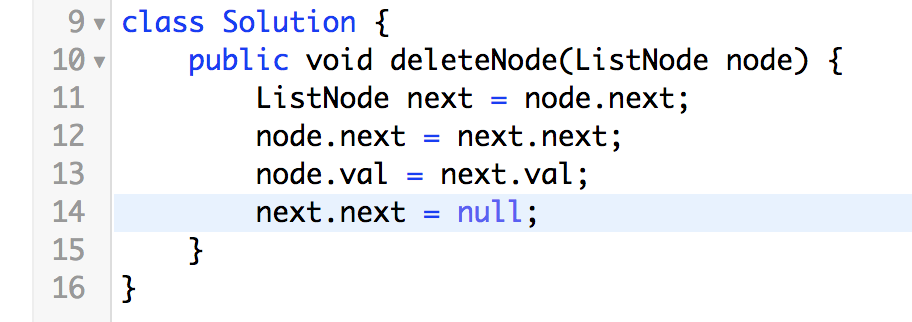 9 ▼ class Solution {
10 ▼     public void deleteNode(ListNode node) {
11         ListNode next = node.next;
12         node.next = next.next;
13         node.val = next.val;
14         next.next = null;
15     }
16 }